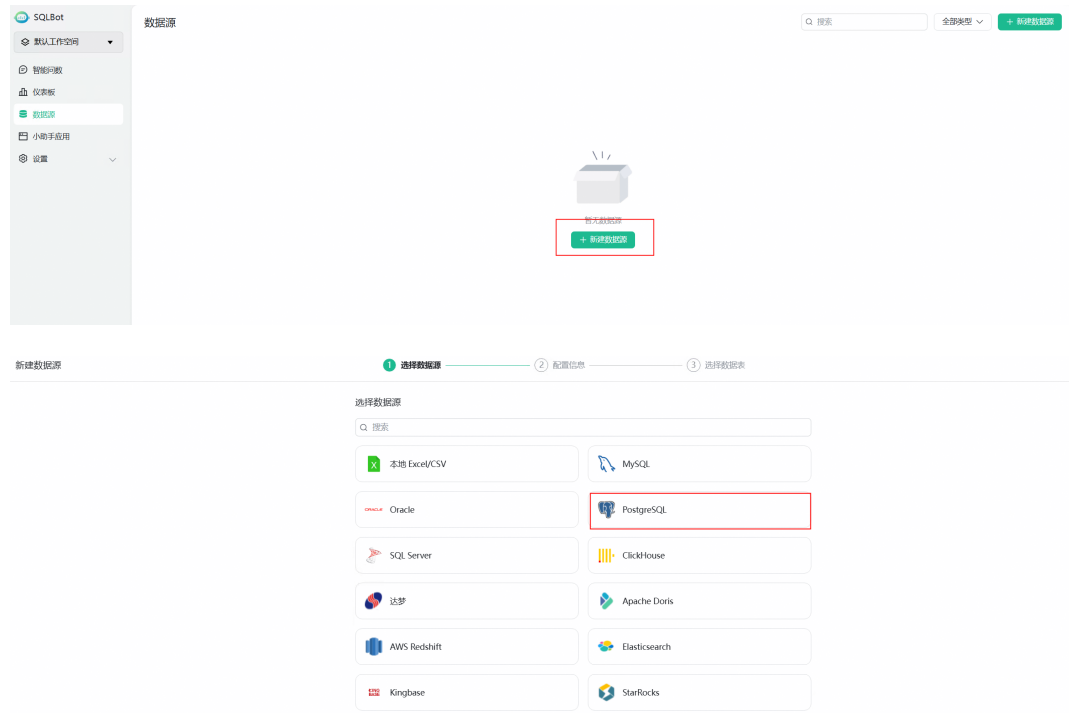 SQLBot
数据源
搜索
全部类型
+ 新建数据源
默认工作空间
智能问数
仪表板
数据源
小助手应用
设置
暂无数据源
+ 新建数据源
新建数据源
1 选择数据源
2 配置信息
3 选择数据表
选择数据源
搜索
本地 Excel/CSV
MySQL
ORACLE Oracle
PostgreSQL
SQL Server
ClickHouse
达梦
Apache Doris
AWS Redshift
Elasticsearch
KING BASE Kingbase
StarRocks